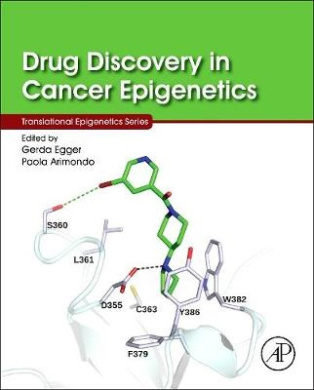 Drug Discovery in
Cancer Epigenetics
Translational Epigenetics Series
Edited by
Gerda Egger
Paola Arimondo
S360
L361
D355
C363
Y386
W382
F379
AP